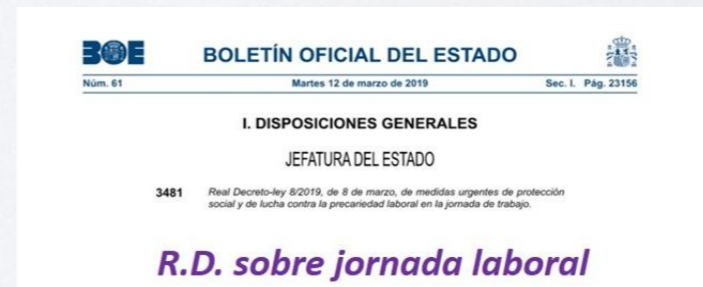 BOE BOLETÍN OFICIAL DEL ESTADO
Núm. 61 Martes 12 de marzo de 2019 Sec. I. Pág. 23156
I. DISPOSICIONES GENERALES
JEFATURA DEL ESTADO
3481 Real Decreto-ley 8/2019, de 8 de marzo, de medidas urgentes de protección
social y de lucha contra la precariedad laboral en la jornada de trabajo.
R.D. sobre jornada laboral